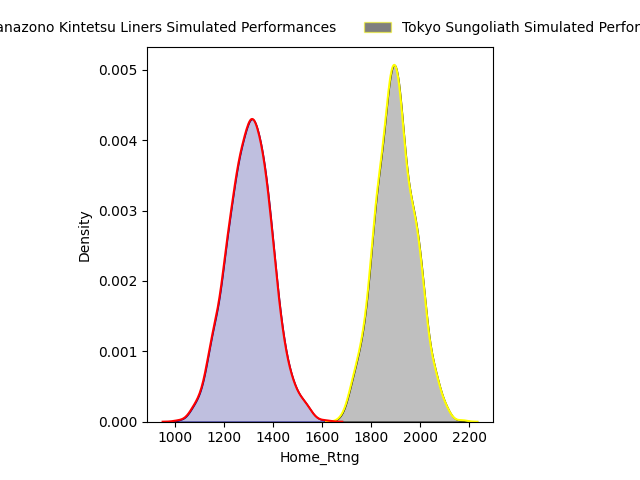 anazono Kintetsu Liners Simulated Performances
Tokyo Sungoliath Simulated Perfor
0.005
0.004
0.003
0.002
0.001
0.000
Density
1000 1200 1400 1600 1800 2000 2200
Home_Rtng